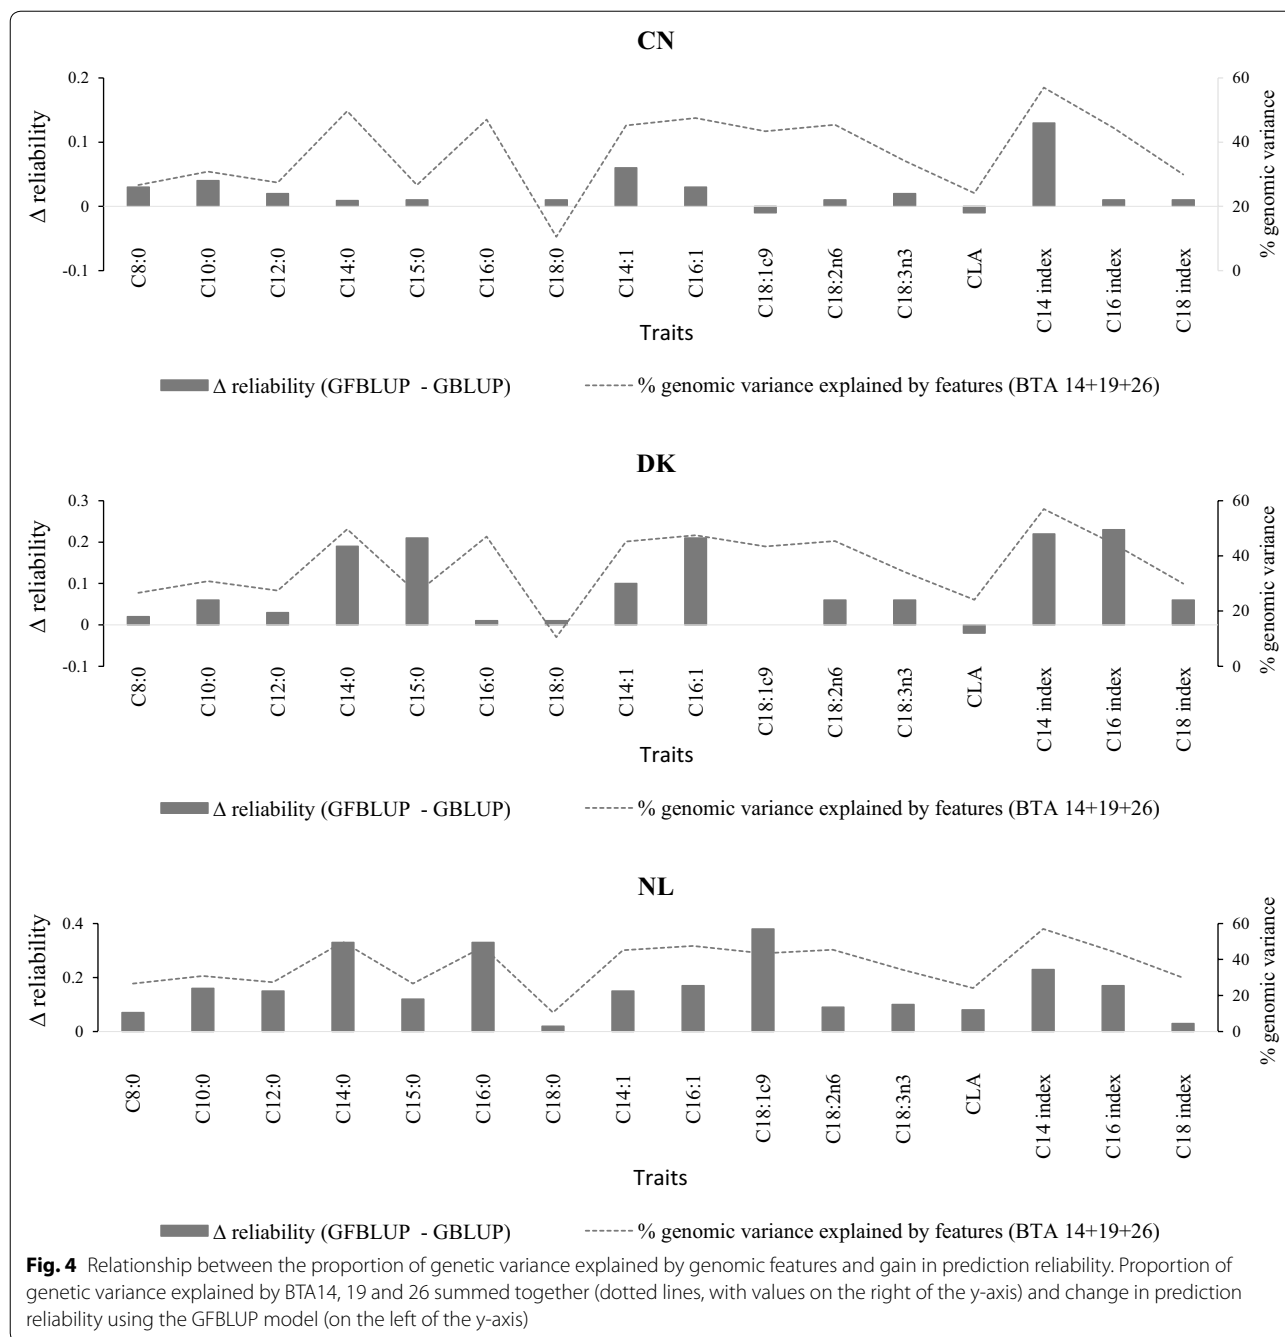 CN
0.2
0.1
0
-0.1
Δ reliability
60
40
20
0
% genomic variance
C8:0
C10:0
C12:0
C14:0
C15:0
C16:0
C18:0
C14:1
C16:1
C18:1c9
C18:2n6
C18:3n3
CLA
C14 index
C16 index
C18 index
Traits
Δ reliability (GFBLUP - GBLUP)
% genomic variance explained by features (BTA 14+19+26)
DK
0.3
0.2
0.1
0
-0.1
Δ reliability
60
40
20
0
% genomic variance
C8:0
C10:0
C12:0
C14:0
C15:0
C16:0
C18:0
C14:1
C16:1
C18:1c9
C18:2n6
C18:3n3
CLA
C14 index
C16 index
C18 index
Traits
Δ reliability (GFBLUP - GBLUP)
% genomic variance explained by features (BTA 14+19+26)
NL
0.4
0.2
0
Δ reliability
60
40
20
0
% genomic variance
C8:0
C10:0
C12:0
C14:0
C15:0
C16:0
C18:0
C14:1
C16:1
C18:1c9
C18:2n6
C18:3n3
CLA
C14 index
C16 index
C18 index
Traits
Δ reliability (GFBLUP - GBLUP)
% genomic variance explained by features (BTA 14+19+26)
Fig. 4 Relationship between the proportion of genetic variance explained by genomic features and gain in prediction reliability. Proportion of
genetic variance explained by BTA14, 19 and 26 summed together (dotted lines, with values on the right of the y-axis) and change in prediction
reliability using the GFBLUP model (on the left of the y-axis)